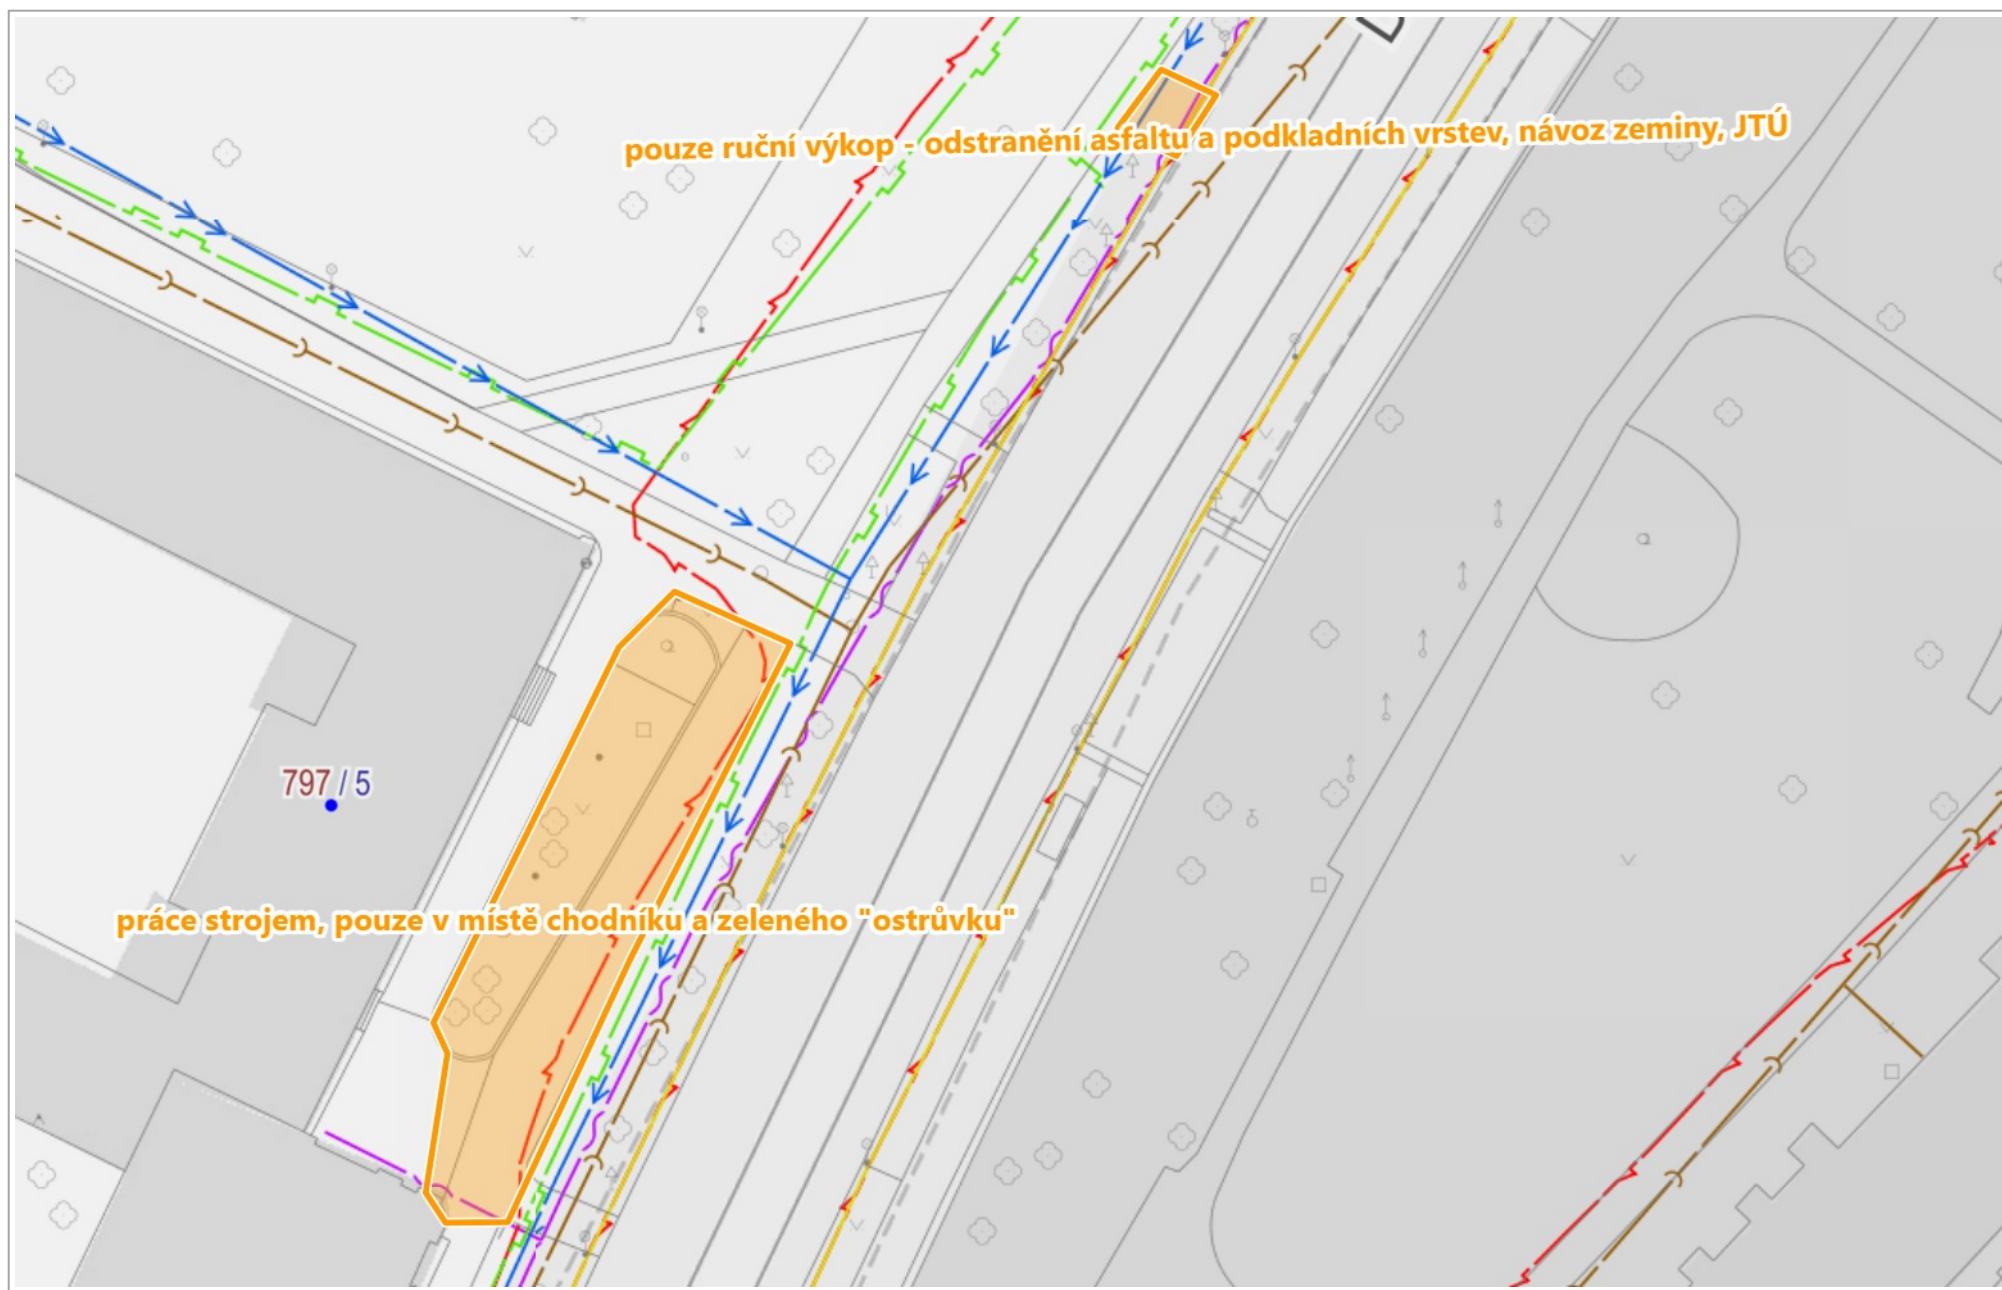 pouze ruční výkop - odstranění asfaltu a podkladních vrstev, návoz zeminy, JTÚ
797 / 5
práce strojem, pouze v místě chodníku a zeleného "ostrůvku"